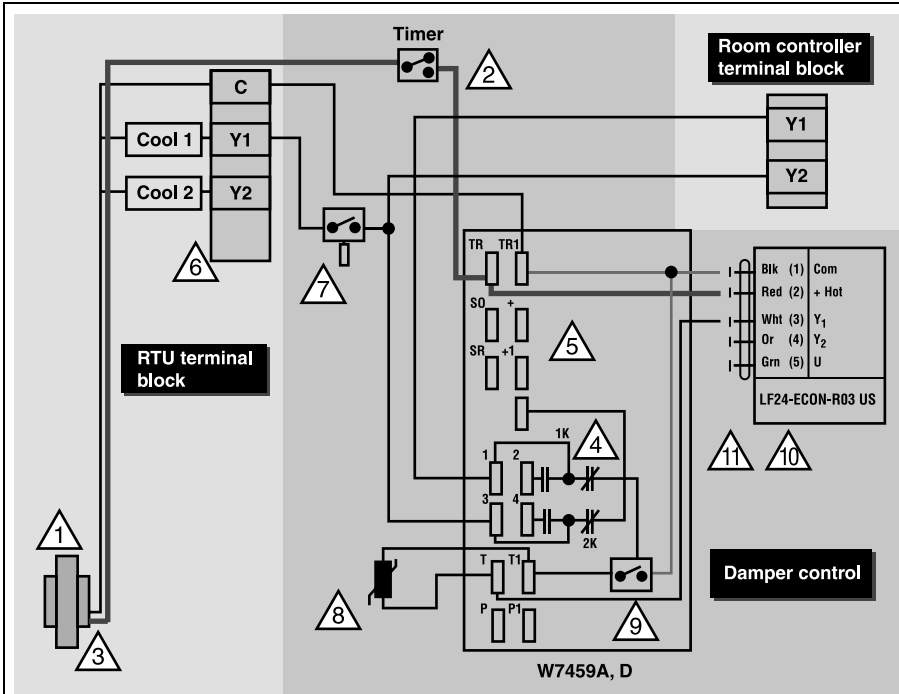 Timer
2
Room controller
terminal block
C
Cool 1
Y1
Cool 2
Y2
Y1
Y2
6
7
TR
TR1
SO
+
SR
+1
5
Blk (1) Com
Red (2) + Hot
Wht (3) Y₁
Or (4) Y₂
Grn (5) U
LF24-ECON-R03 US
RTU terminal
block
11
10
1K
4
1
2
3
4
2K
1
3
8
T
T1
P
P1
9
Damper control
W7459A, D